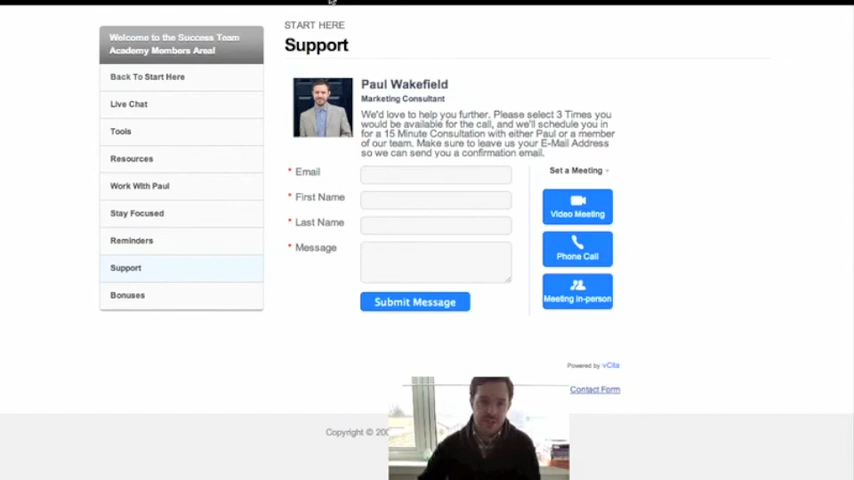 START HERE
Support
Welcome to the Success Team
Academy Members Area!
Back To Start Here
Live Chat
Tools
Resources
Work With Paul
Stay Focused
Reminders
Support
Bonuses
Paul Wakefield
Marketing Consultant
We'd love to help you further. Please select 3 Times you
would be available for the call, and we'll schedule you in
for a 15 Minute Consultation with either Paul or a member
of our team. Make sure to leave us your E-Mail Address
so we can send you a confirmation email.
* Email
* First Name
* Last Name
* Message
Submit Message
Set a Meeting
Video Meeting
Phone Call
Meeting in-person
Powered by vCita
Contact Form
Copyright ©